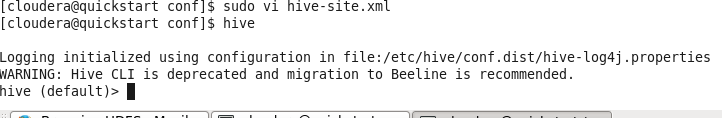 [cloudera@quickstart conf]$ sudo vi hive-site.xml
[cloudera@quickstart conf]$ hive
Logging initialized using configuration in file:/etc/hive/conf.dist/hive-log4j.properties
WARNING: Hive CLI is deprecated and migration to Beeline is recommended.
hive (default)>